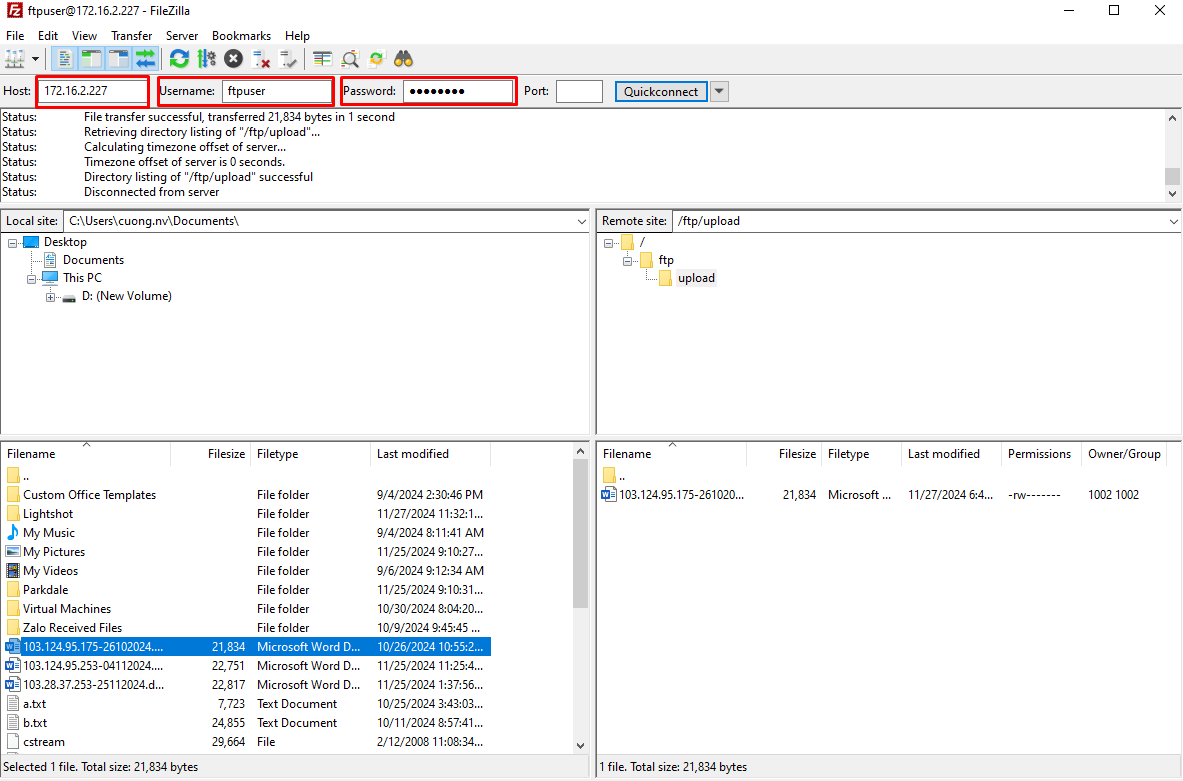 ftpuser@172.16.2.227 - FileZilla
File Edit View Transfer Server Bookmarks Help
Host: 172.16.2.227 Username: ftpuser Password: ●●●●●●●● Port: Quickconnect
Status: File transfer successful, transferred 21,834 bytes in 1 second
Status: Retrieving directory listing of "/ftp/upload"...
Status: Calculating timezone offset of server...
Status: Timezone offset of server is 0 seconds.
Status: Directory listing of "/ftp/upload" successful
Status: Disconnected from server
Local site: C:\Users\cuong.nv\Documents\
Desktop
Documents
This PC
D: (New Volume)
Remote site: /ftp/upload
/
ftp
upload
Filename Filesize Filetype Last modified
..
Custom Office Templates File folder 9/4/2024 2:30:46 PM
Lightshot File folder 11/27/2024 11:32:1...
My Music File folder 9/4/2024 8:11:41 AM
My Pictures File folder 11/25/2024 9:10:27...
My Videos File folder 9/6/2024 9:12:34 AM
Parkdale File folder 11/25/2024 9:10:31...
Virtual Machines File folder 10/30/2024 8:04:20...
Zalo Received Files File folder 10/9/2024 9:45:45 ...
103.124.95.175-26102024.... 21,834 Microsoft Word D... 10/26/2024 10:55:2...
103.124.95.253-04112024.... 22,751 Microsoft Word D... 11/25/2024 11:25:4...
103.28.37.253-25112024.d... 22,817 Microsoft Word D... 11/25/2024 1:37:56...
a.txt 7,723 Text Document 10/25/2024 3:43:03...
b.txt 24,855 Text Document 10/11/2024 8:57:41...
cstream 29,664 File 2/12/2008 11:08:34...
Selected 1 file. Total size: 21,834 bytes
Filename Filesize Filetype Last modified Permissions Owner/Group
..
103.124.95.175-261020... 21,834 Microsoft ... 11/27/2024 6:4... -rw------- 1002 1002
1 file. Total size: 21,834 bytes